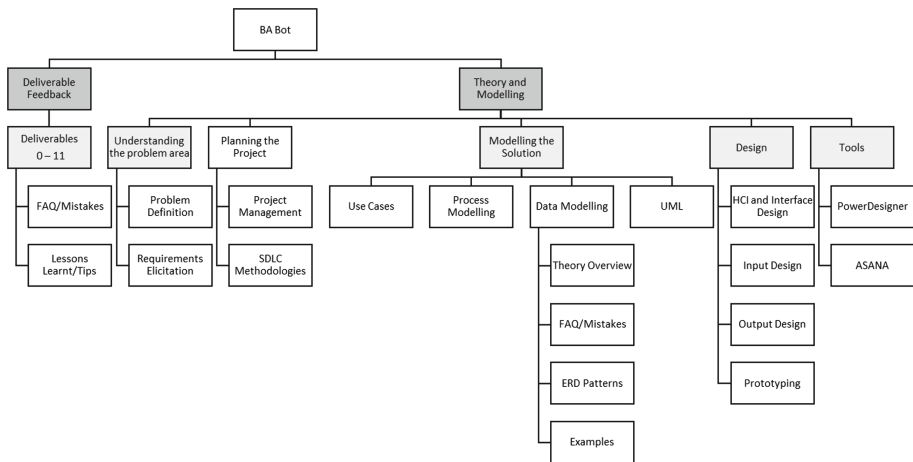 BA Bot
Deliverable
Feedback
Theory and
Modelling
Deliverables
0 – 11
Understanding
the problem area
Planning the
Project
Modelling the
Solution
Design
Tools
FAQ/Mistakes
Problem
Definition
Project
Management
Use Cases
Process
Modelling
Data Modelling
UML
HCI and Interface
Design
PowerDesigner
Lessons
Learnt/Tips
Requirements
Elicitation
SDLC
Methodologies
Theory Overview
Input Design
ASANA
FAQ/Mistakes
Output Design
ERD Patterns
Prototyping
Examples